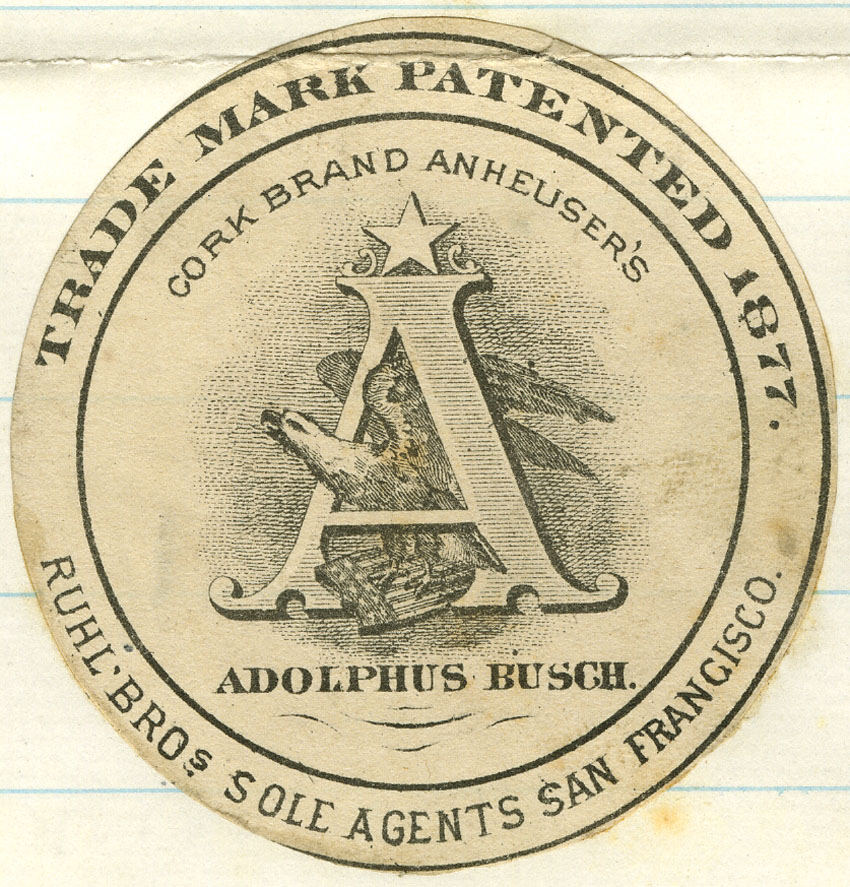 TRADE MARK PATENTED 1877.
CORK BRAND ANHEUSER'S
A
ADOLPHUS BUSCH.
RUHL BROS SOLE AGENTS SAN FRANCISCO.